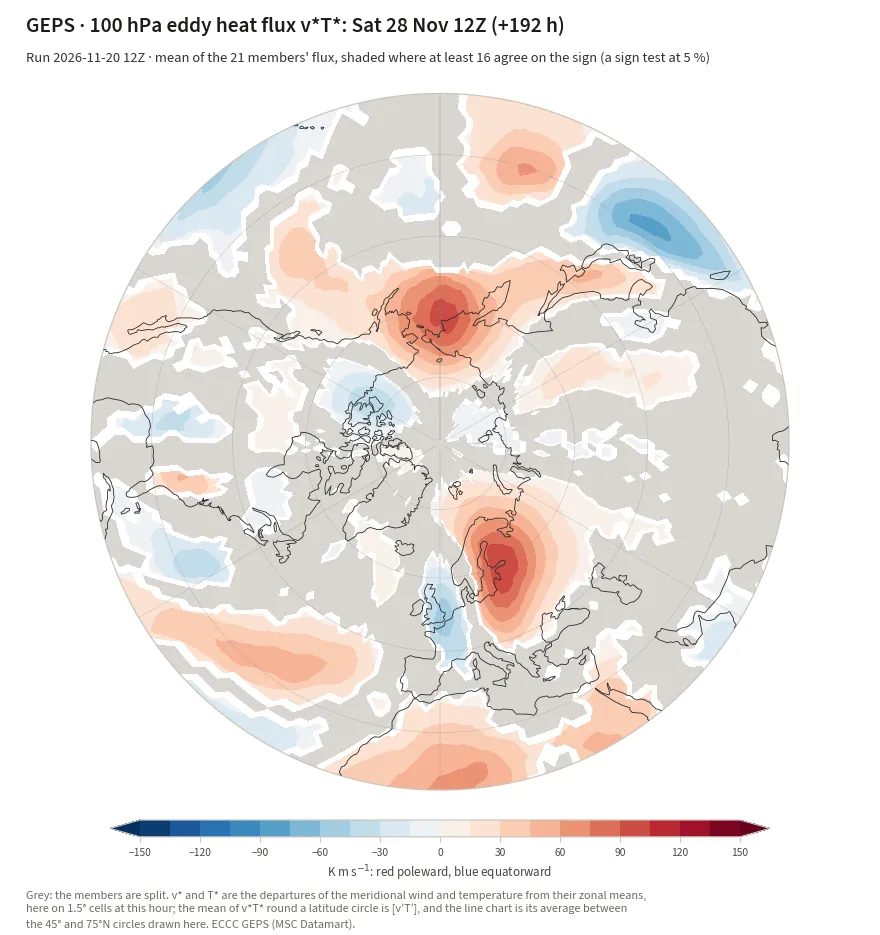 GEPS · 100 hPa eddy heat flux v*T*: Sat 28 Nov 12Z (+192 h)
Run 2026-11-20 12Z · mean of the 21 members' flux, shaded where at least 16 agree on the sign (a sign test at 5 %)
−150 −120 −90 −60 −30 0 30 60 90 120 150
K m s⁻¹: red poleward, blue equatorward
Grey: the members are split. v* and T* are the departures of the meridional wind and temperature from their zonal means,
here on 1.5° cells at this hour; the mean of v*T* round a latitude circle is [v'T'], and the line chart is its average between
the 45° and 75°N circles drawn here. ECCC GEPS (MSC Datamart).